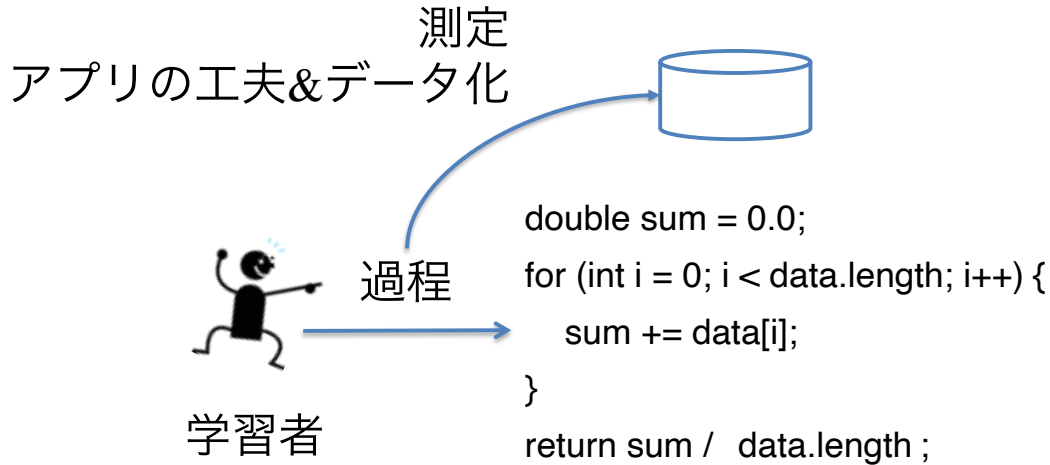 測定
アプリの工夫&データ化
過程
学習者
double sum = 0.0;
for (int i = 0; i < data.length; i++) {
sum += data[i];
}
return sum / data.length ;